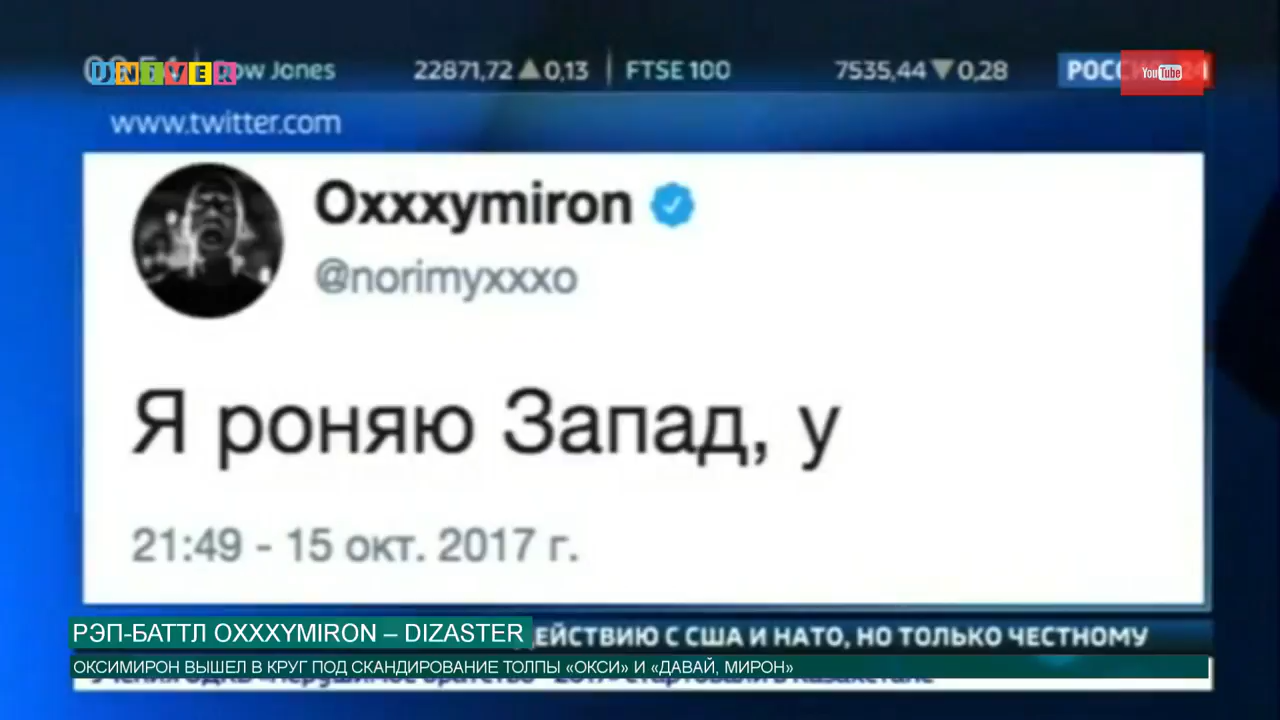 UNIVER
Dow Jones 22871,72 ▲ 0,13 | FTSE 100 7535,44 ▼ 0,28
YouTube
www.twitter.com
Oxxxymiron
@norimyxxxo
Я роняю Запад, у
21:49 - 15 окт. 2017 г.
РЭП-БАТТЛ OXXXYMIRON – DIZASTER
С США И НАТО, НО ТОЛЬКО ЧЕСТНОМУ
ОКСИМИРОН ВЫШЕЛ В КРУГ ПОД СКАНДИРОВАНИЕ ТОЛПЫ «ОКСИ» И «ДАВАЙ, МИРОН»